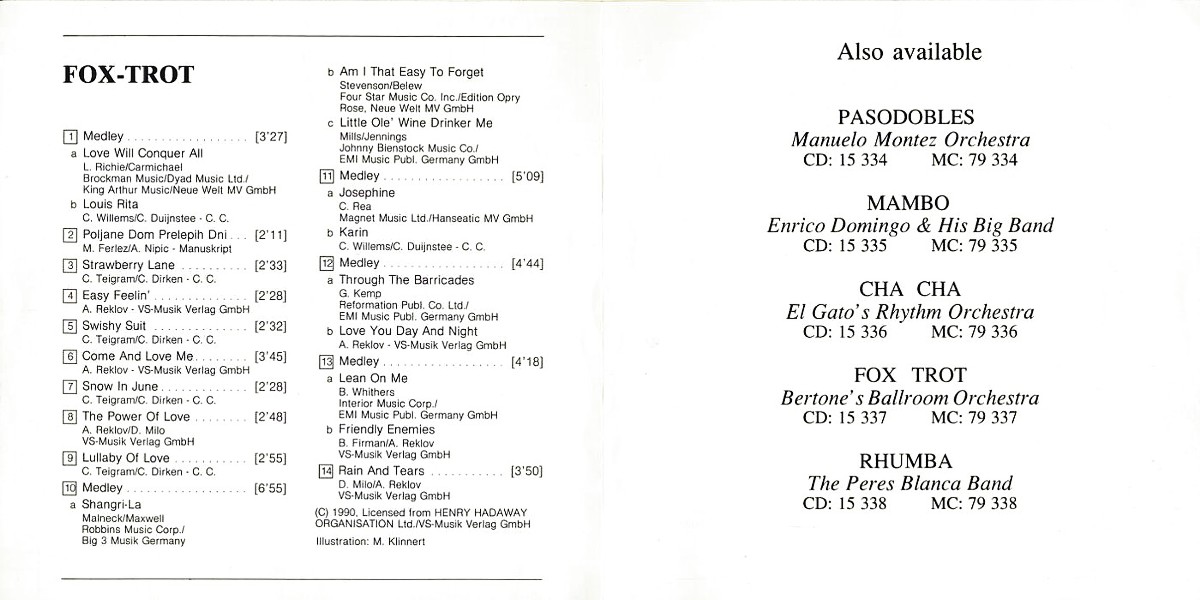 FOX-TROT
1 Medley . . . . . . . . . . . . . . . . . . [3'27]
a Love Will Conquer All
L. Richie/Carmichael
Brockman Music/Dyad Music Ltd./
King Arthur Music/Neue Welt MV GmbH
b Louis Rita
C. Willems/C. Duijnstee - C. C.
2 Poljane Dom Prelepih Dni . . . [2'11]
M. Ferlez/A. Nipic - Manuskript
3 Strawberry Lane . . . . . . . . . . [2'33]
C. Teigram/C. Dirken - C. C.
4 Easy Feelin' . . . . . . . . . . . . . . [2'28]
A. Reklov - VS-Musik Verlag GmbH
5 Swishy Suit . . . . . . . . . . . . . . [2'32]
C. Teigram/C. Dirken - C. C.
6 Come And Love Me . . . . . . . . [3'45]
A. Reklov - VS-Musik Verlag GmbH
7 Snow In June . . . . . . . . . . . . . [2'28]
C. Teigram/C. Dirken - C. C.
8 The Power Of Love . . . . . . . . [2'48]
A. Reklov/D. Milo
VS-Musik Verlag GmbH
9 Lullaby Of Love . . . . . . . . . . . [2'55]
C. Teigram/C. Dirken - C. C.
10 Medley . . . . . . . . . . . . . . . . . . [6'55]
a Shangri-La
Malneck/Maxwell
Robbins Music Corp./
Big 3 Musik Germany
b Am I That Easy To Forget
Stevenson/Belew
Four Star Music Co. Inc./Edition Opry
Rose, Neue Welt MV GmbH
c Little Ole' Wine Drinker Me
Mills/Jennings
Johnny Bienstock Music Co./
EMI Music Publ. Germany GmbH
11 Medley . . . . . . . . . . . . . . . . . . [5'09]
a Josephine
C. Rea
Magnet Music Ltd./Hanseatic MV GmbH
b Karin
C. Willems/C. Duijnstee - C. C.
12 Medley . . . . . . . . . . . . . . . . . . [4'44]
a Through The Barricades
G. Kemp
Reformation Publ. Co. Ltd./
EMI Music Publ. Germany GmbH
b Love You Day And Night
A. Reklov - VS-Musik Verlag GmbH
13 Medley . . . . . . . . . . . . . . . . . . [4'18]
a Lean On Me
B. Whithers
Interior Music Corp./
EMI Music Publ. Germany GmbH
b Friendly Enemies
B. Firman/A. Reklov
VS-Musik Verlag GmbH
14 Rain And Tears . . . . . . . . . . . [3'50]
D. Milo/A. Reklov
VS-Musik Verlag GmbH
(C) 1990, Licensed from HENRY HADAWAY
ORGANISATION Ltd./VS-Musik Verlag GmbH
Illustration: M. Klinnert
Also available
PASODOBLES
Manuelo Montez Orchestra
CD: 15 334 MC: 79 334
MAMBO
Enrico Domingo & His Big Band
CD: 15 335 MC: 79 335
CHA CHA
El Gato's Rhythm Orchestra
CD: 15 336 MC: 79 336
FOX TROT
Bertone's Ballroom Orchestra
CD: 15 337 MC: 79 337
RHUMBA
The Peres Blanca Band
CD: 15 338 MC: 79 338